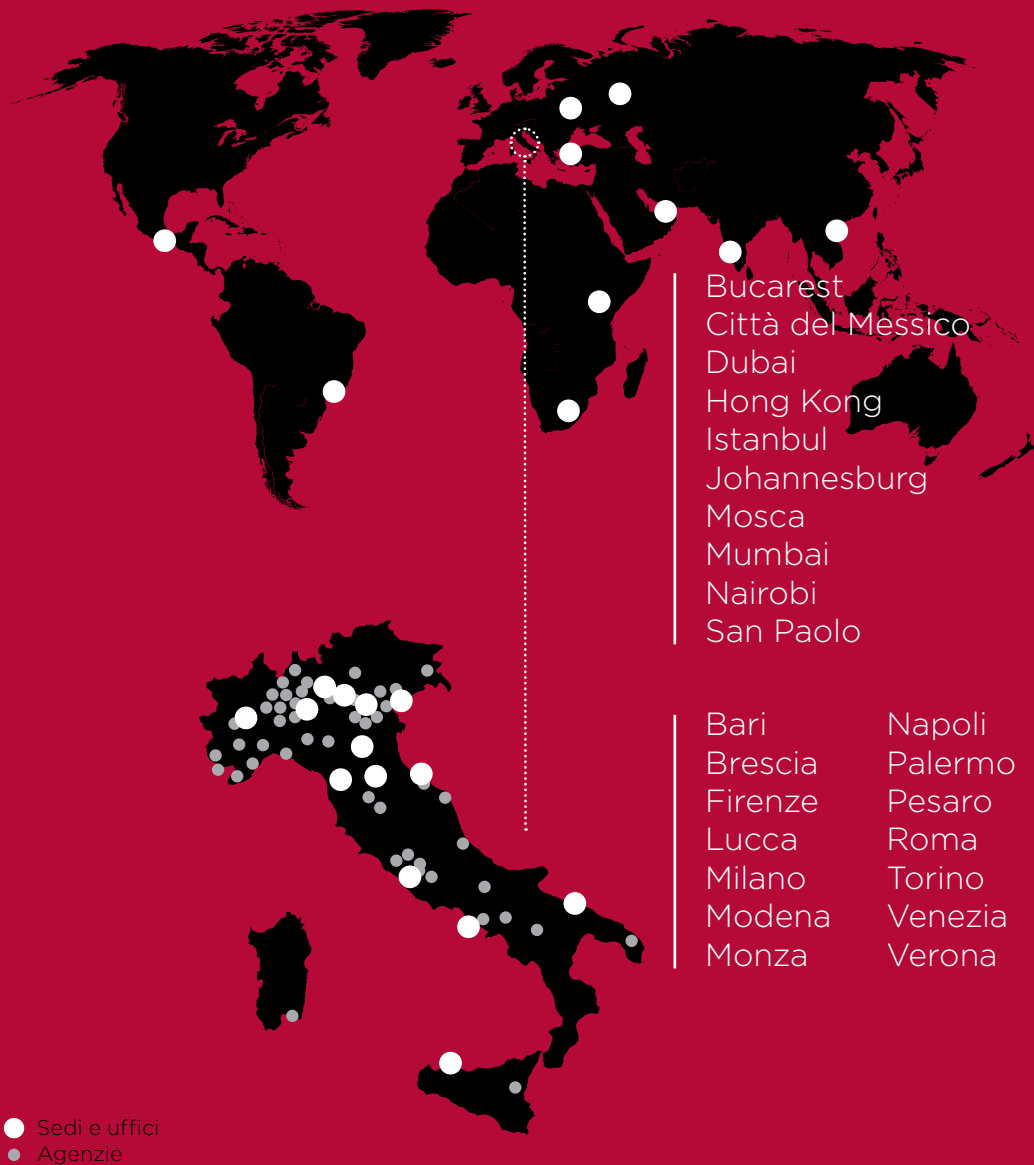 Bucarest
Città del Messico
Dubai
Hong Kong
Istanbul
Johannesburg
Mosca
Mumbai
Nairobi
San Paolo
Bari
Brescia
Firenze
Lucca
Milano
Modena
Monza
Napoli
Palermo
Pesaro
Roma
Torino
Venezia
Verona
Sedi e uffici
Agenzie